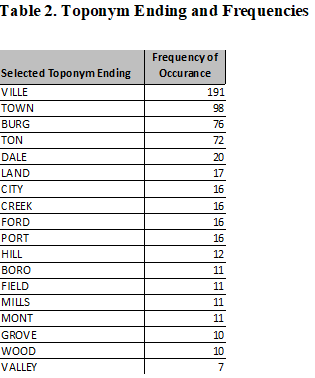 Table 2. Toponym Ending and Frequencies
Selected Toponym Ending Frequency of Occurance
VILLE 191
TOWN 98
BURG 76
TON 72
DALE 20
LAND 17
CITY 16
CREEK 16
FORD 16
PORT 16
HILL 12
BORO 11
FIELD 11
MILLS 11
MONT 11
GROVE 10
WOOD 10
VALLEY 7